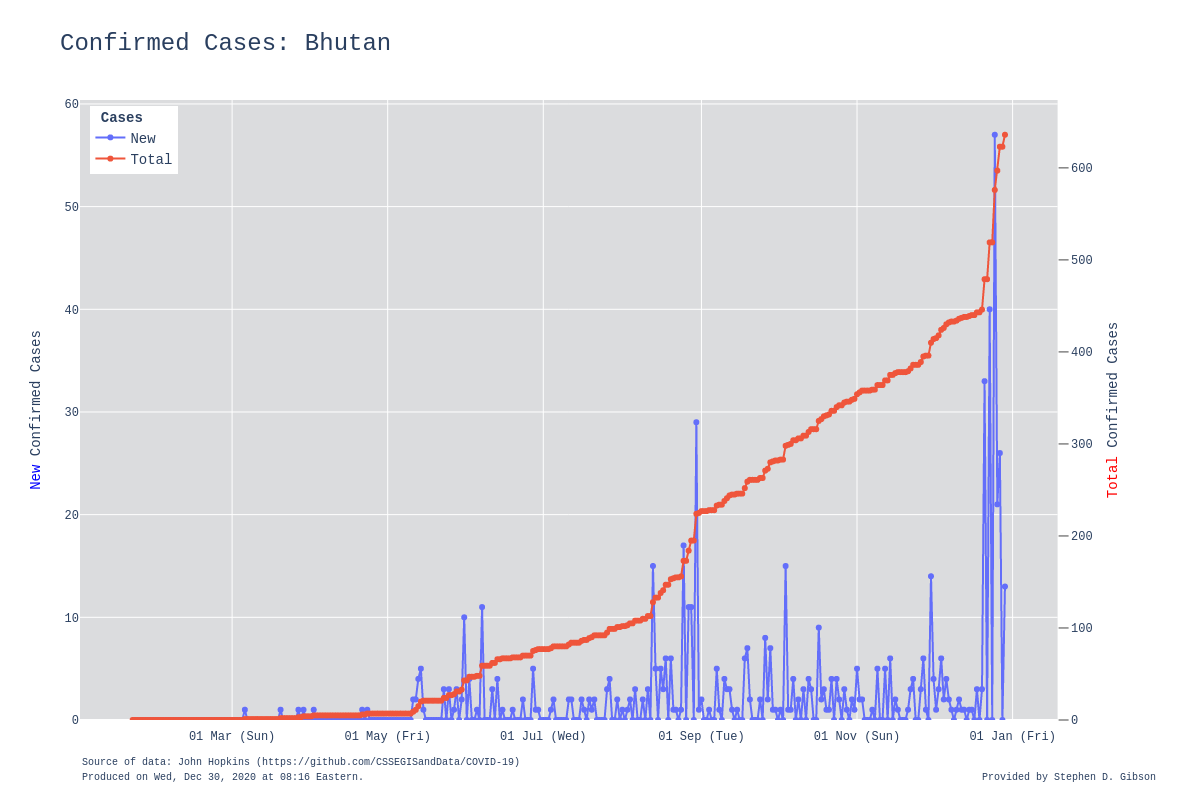 Confirmed Cases: Bhutan
Cases
New
Total
60
50
40
30
20
10
0
600
500
400
300
200
100
0
New Confirmed Cases
Total Confirmed Cases
01 Mar (Sun)
01 May (Fri)
01 Jul (Wed)
01 Sep (Tue)
01 Nov (Sun)
01 Jan (Fri)
Source of data: John Hopkins (https://github.com/CSSEGISandData/COVID-19)
Produced on Wed, Dec 30, 2020 at 08:16 Eastern.
Provided by Stephen D. Gibson